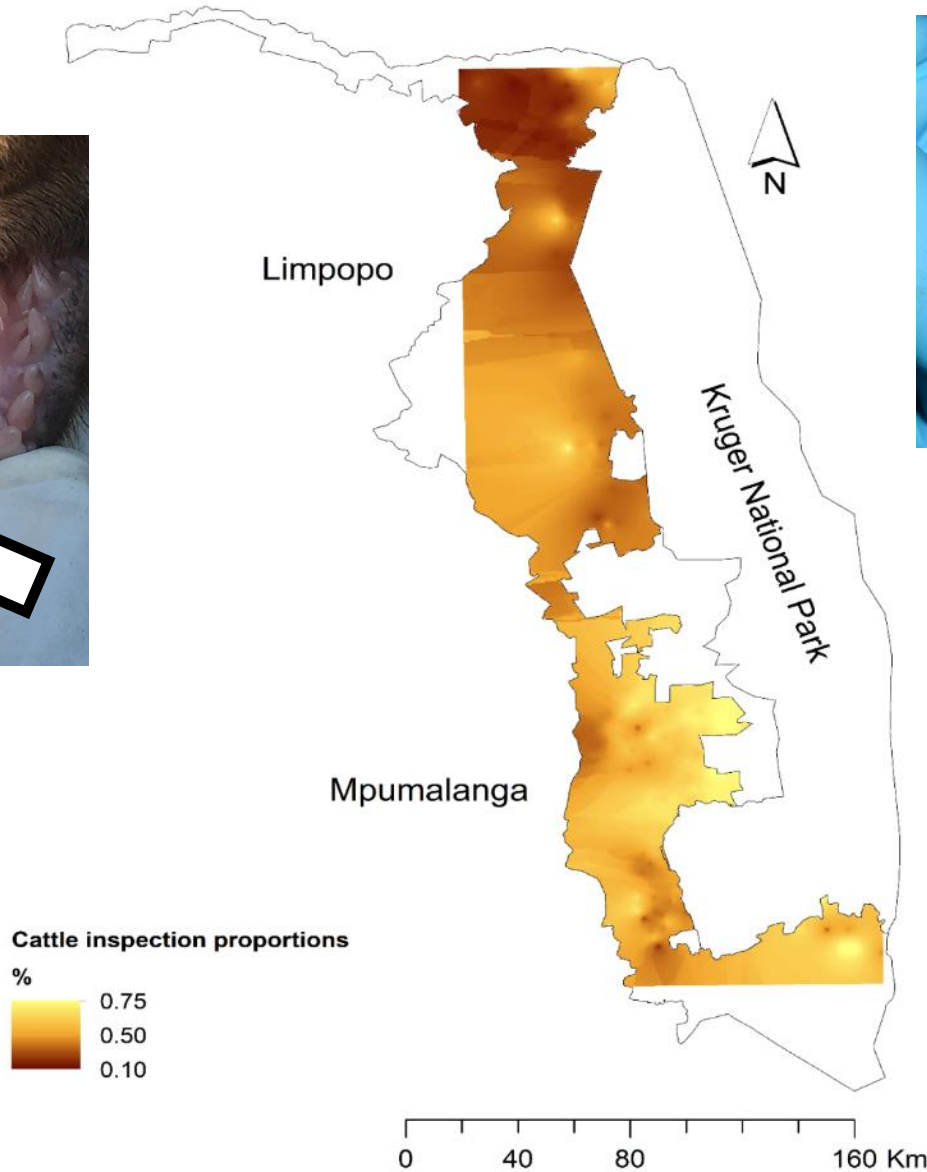 N
Limpopo
Kruger National Park
Mpumalanga
Cattle inspection proportions
%
0.75
0.50
0.10
0 40 80 160 Km